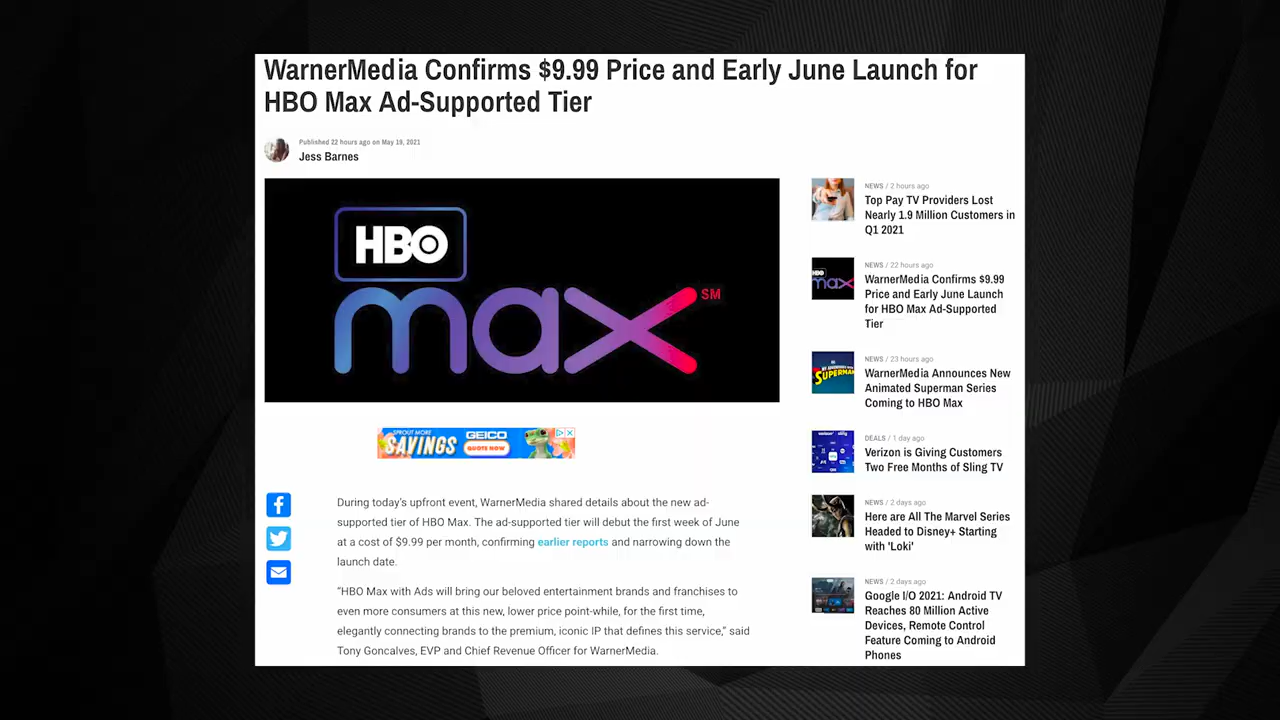 WarnerMedia Confirms $9.99 Price and Early June Launch for
HBO Max Ad-Supported Tier
Published 22 hours ago on May 19, 2021
Jess Barnes
HBO
max SM
SPROUT MORE
SAVINGS
GEICO
QUOTE NOW
During today's upfront event, WarnerMedia shared details about the new ad-
supported tier of HBO Max. The ad-supported tier will debut the first week of June
at a cost of $9.99 per month, confirming earlier reports and narrowing down the
launch date.
“HBO Max with Ads will bring our beloved entertainment brands and franchises to
even more consumers at this new, lower price point-while, for the first time,
elegantly connecting brands to the premium, iconic IP that defines this service,” said
Tony Goncalves, EVP and Chief Revenue Officer for WarnerMedia.
NEWS / 2 hours ago
Top Pay TV Providers Lost
Nearly 1.9 Million Customers in
Q1 2021
HBO
max
NEWS / 22 hours ago
WarnerMedia Confirms $9.99
Price and Early June Launch
for HBO Max Ad-Supported
Tier
SUPERMAN
NEWS / 23 hours ago
WarnerMedia Announces New
Animated Superman Series
Coming to HBO Max
DEALS / 1 day ago
Verizon is Giving Customers
Two Free Months of Sling TV
NEWS / 2 days ago
Here are All The Marvel Series
Headed to Disney+ Starting
with 'Loki'
NEWS / 2 days ago
Google I/O 2021: Android TV
Reaches 80 Million Active
Devices, Remote Control
Feature Coming to Android
Phones